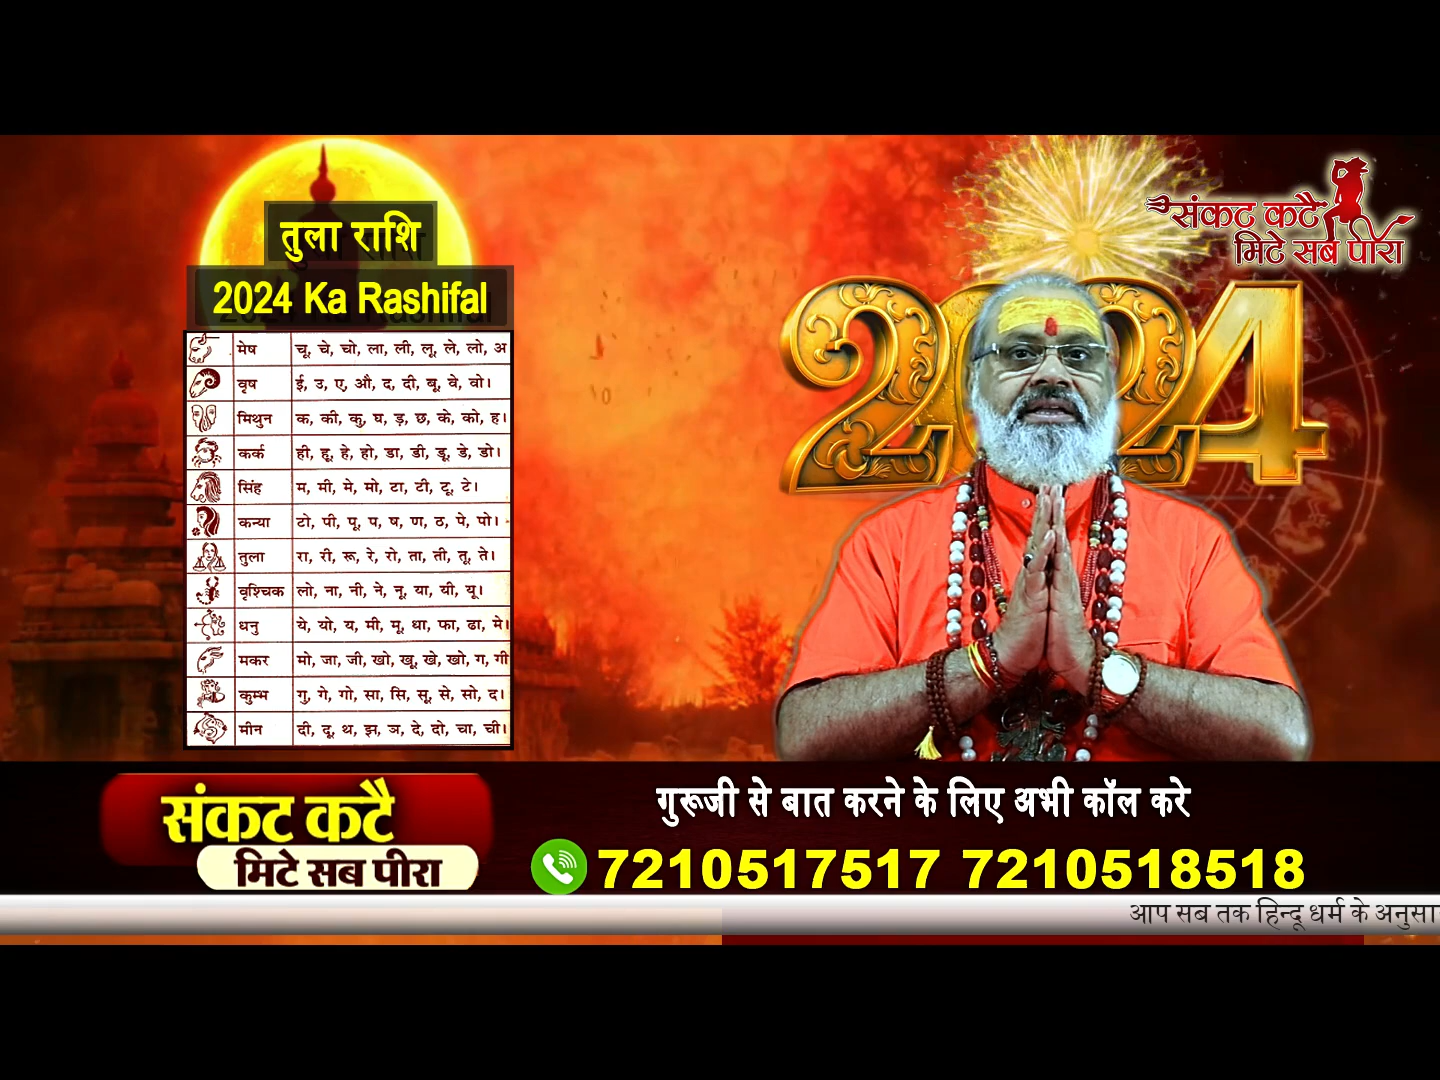 तुला राशि
2024 Ka Rashifal
मेष चू, चे, चो, ला, ली, लू, ले, लो, अ
वृष ई, उ, ए, औ, द, दी, बू, वे, वो।
मिथुन क, की, कु, घ, ड़, छ, के, को, ह।
कर्क ही, हू, हे, हो, डा, डी, डू, डे, डो।
सिंह म, मी, मे, मो, टा, टी, टू, टे।
कन्या टो, पी, पू, प, ष, ण, ठ, पे, पो।
तुला रा, री, रू, रे, रो, ता, ती, तू, ते।
वृश्चिक लो, ना, नी, ने, नू, या, यी, यू।
धनु ये, यो, य, मी, मू, धा, फा, ढा, मे।
मकर मो, जा, जी, खो, खू, खे, खो, ग, गी
कुम्भ गु, गे, गो, सा, सि, सू, से, सो, द।
मीन दी, दू, थ, झ, ञ, दे, दो, चा, ची।
संकट कटै
मिटे सब पीरा
2024
संकट कटै
मिटे सब पीरा
गुरूजी से बात करने के लिए अभी कॉल करे
7210517517 7210518518
आप सब तक हिन्दू धर्म के अनुसा